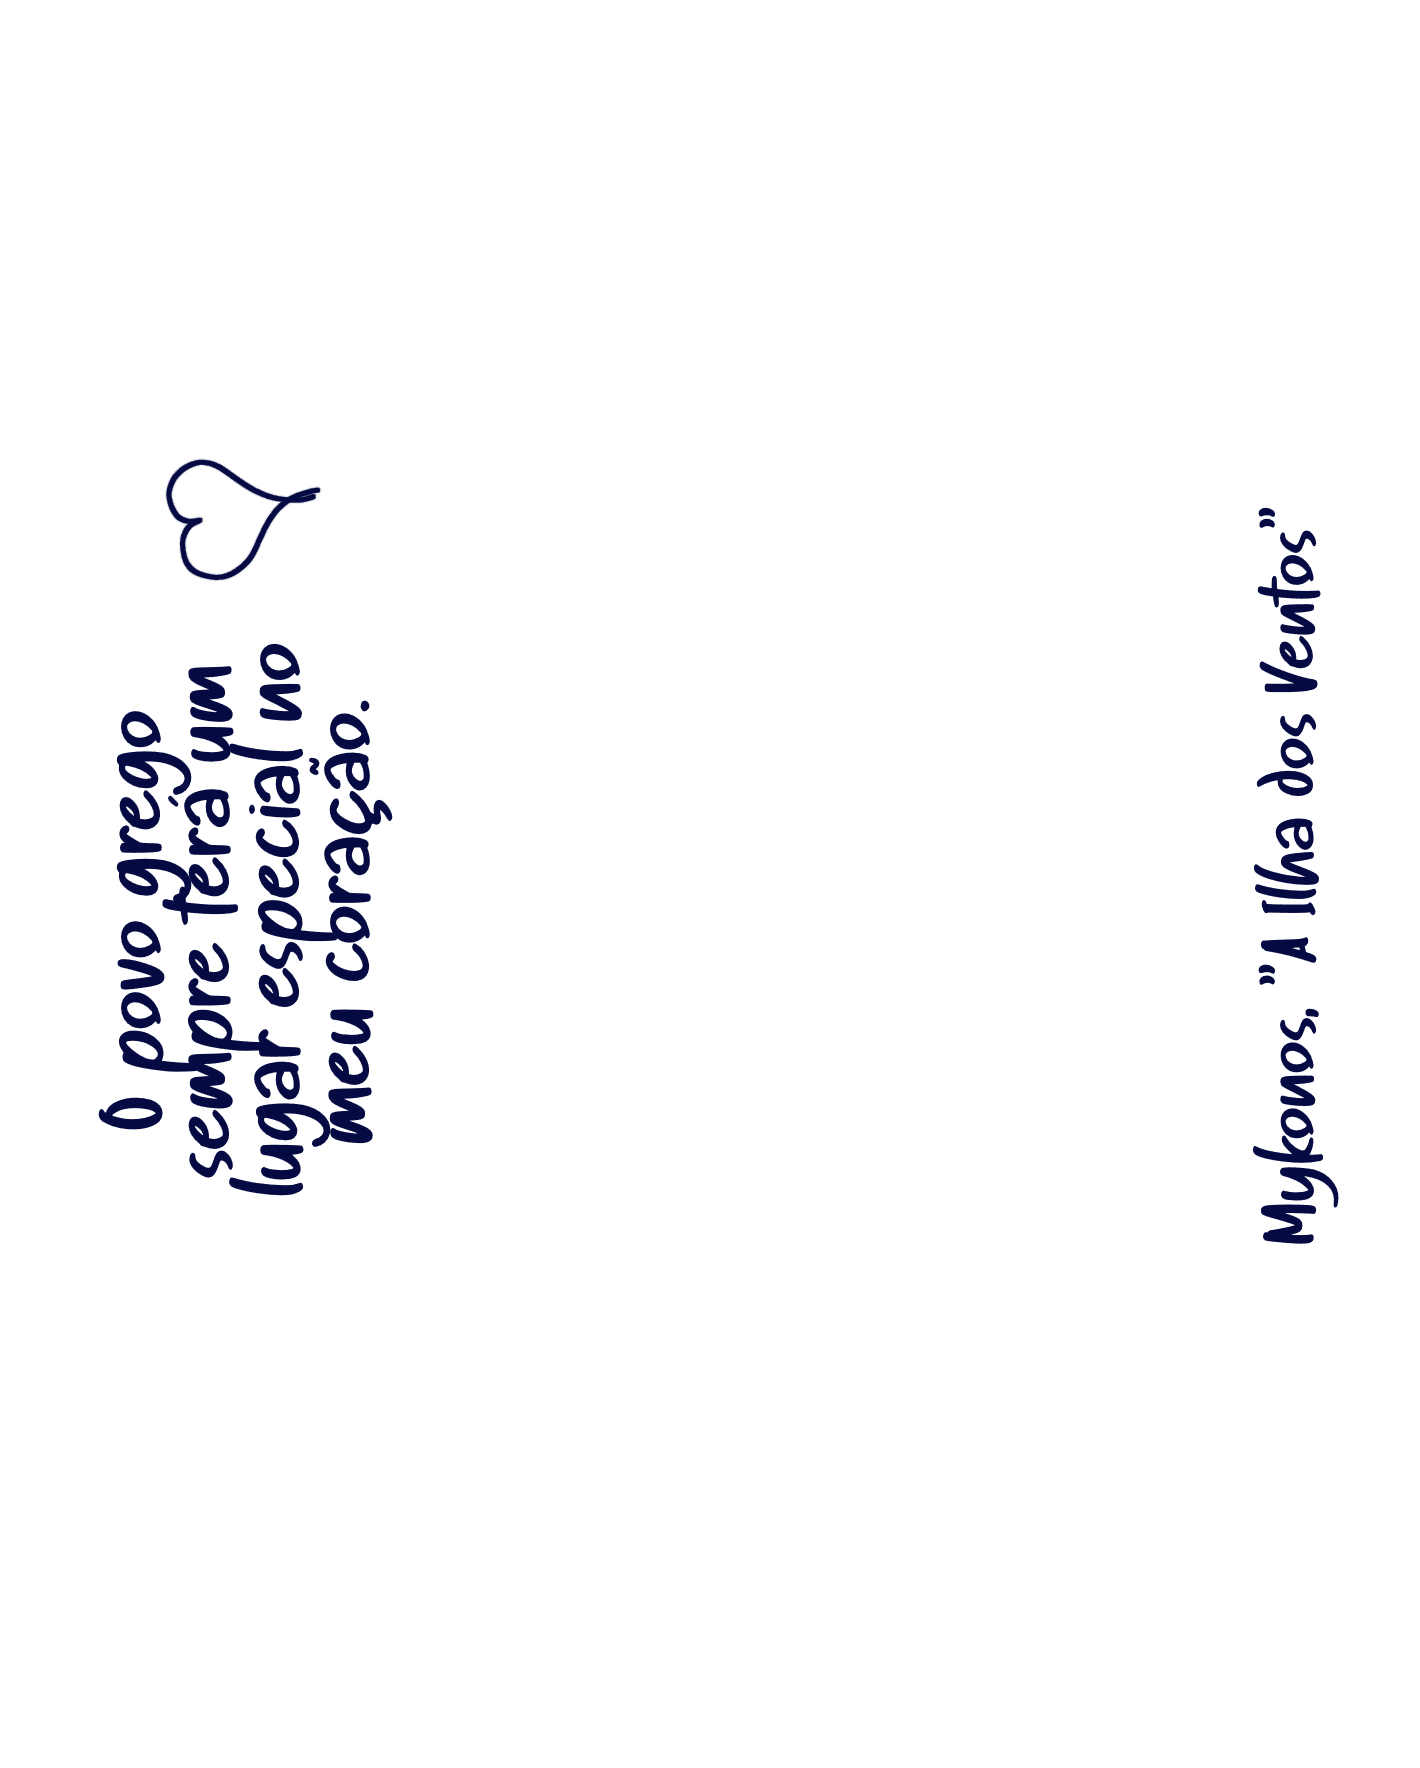 O povo grego
sempre terá um
lugar especial no
meu coração.
Mykonos, "A Ilha dos Ventos"